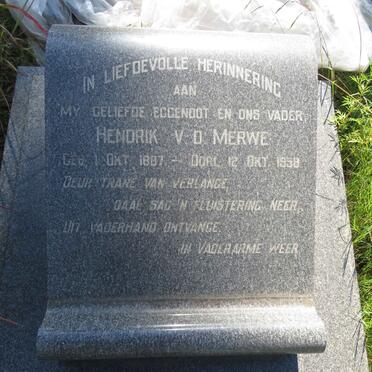 IN LIEFDEVOLLE HERINNERING
AAN
MY GELIEFDE EGGENOOT EN ONS VADER
HENDRIK V.D. MERWE
GEB. 1 OKT. 1887 — OORL. 12 OKT. 1958
DEUR TRANE VAN VERLANGE
DAAL SAG 'N FLUISTERING NEER,
UIT VADERHAND ONTVANGE
IN VADERARME WEER